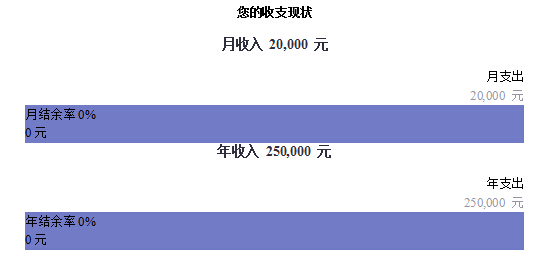 您的收支现状
月收入 20,000 元
月支出
20,000 元
月结余率 0%
0 元
年收入 250,000 元
年支出
250,000 元
年结余率 0%
0 元